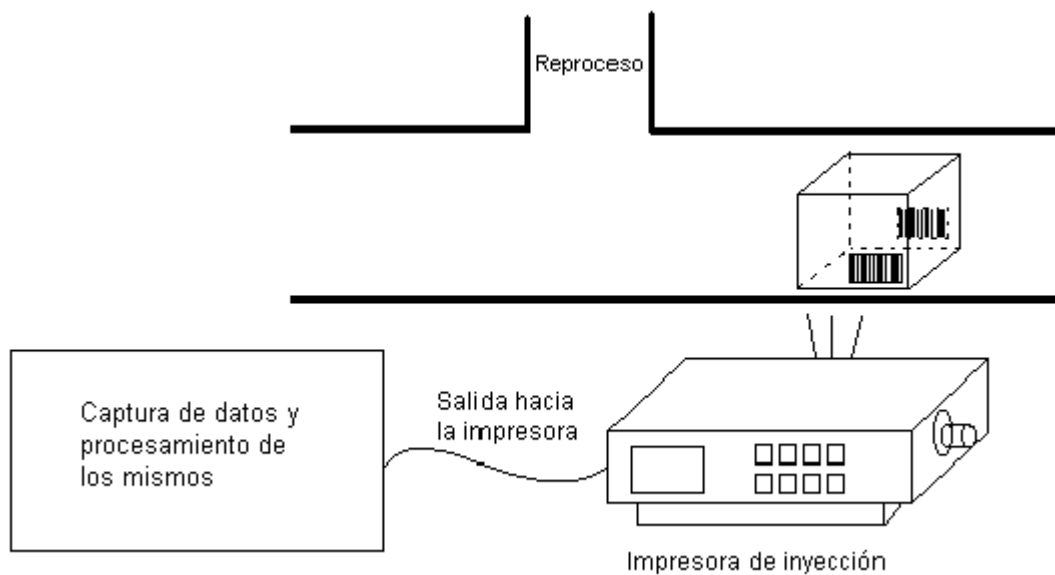 Reproceso
Captura de datos y
procesamiento de
los mismos
Salida hacia
la impresora
Impresora de inyección